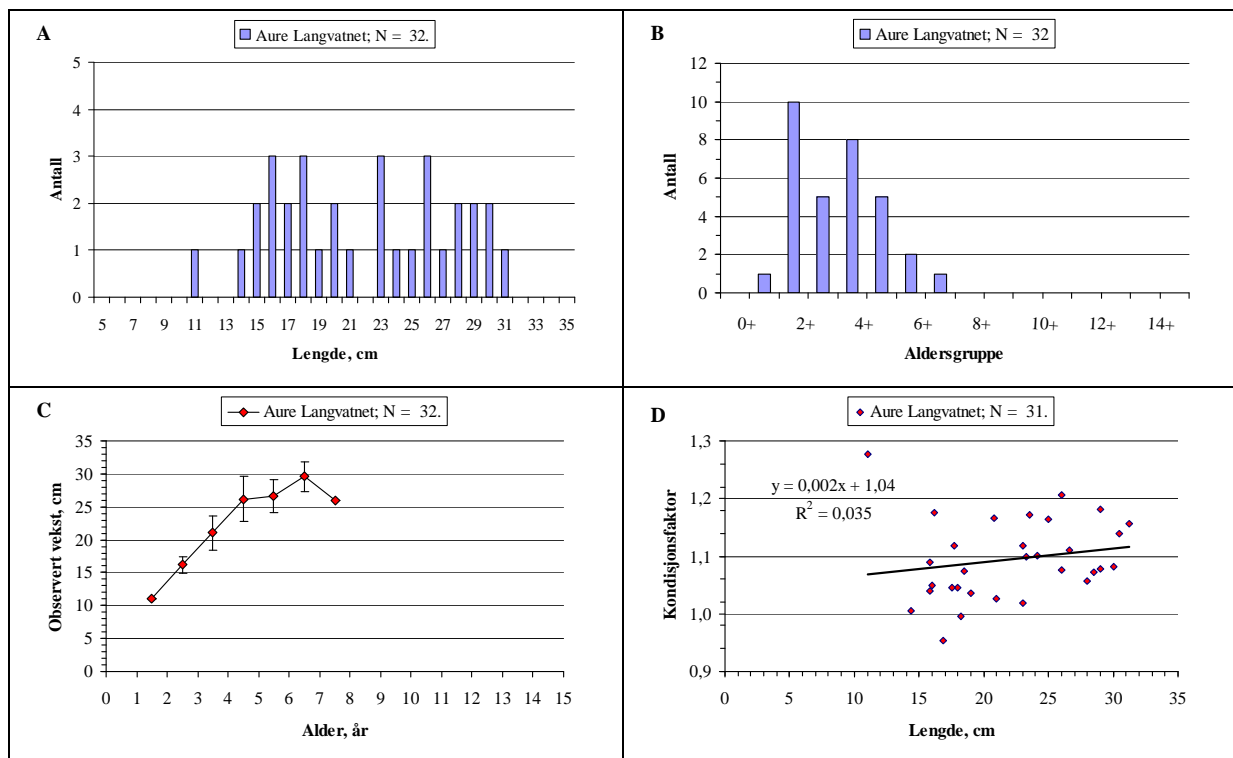 A
Aure Langvatnet; N = 32.
5
4
3
2
1
0
Antall
5 7 9 11 13 15 17 19 21 23 25 27 29 31 33 35
Lengde, cm
B
Aure Langvatnet; N = 32
12
10
8
6
4
2
0
Antall
0+ 2+ 4+ 6+ 8+ 10+ 12+ 14+
Aldersgruppe
C
Aure Langvatnet; N = 32.
35
30
25
20
15
10
5
0
Observert vekst, cm
0 1 2 3 4 5 6 7 8 9 10 11 12 13 14 15
Alder, år
D
Aure Langvatnet; N = 31.
1,3
1,2
1,1
1,0
0,9
Kondisjonsfaktor
y = 0,002x + 1,04
R² = 0,035
0 5 10 15 20 25 30 35
Lengde, cm